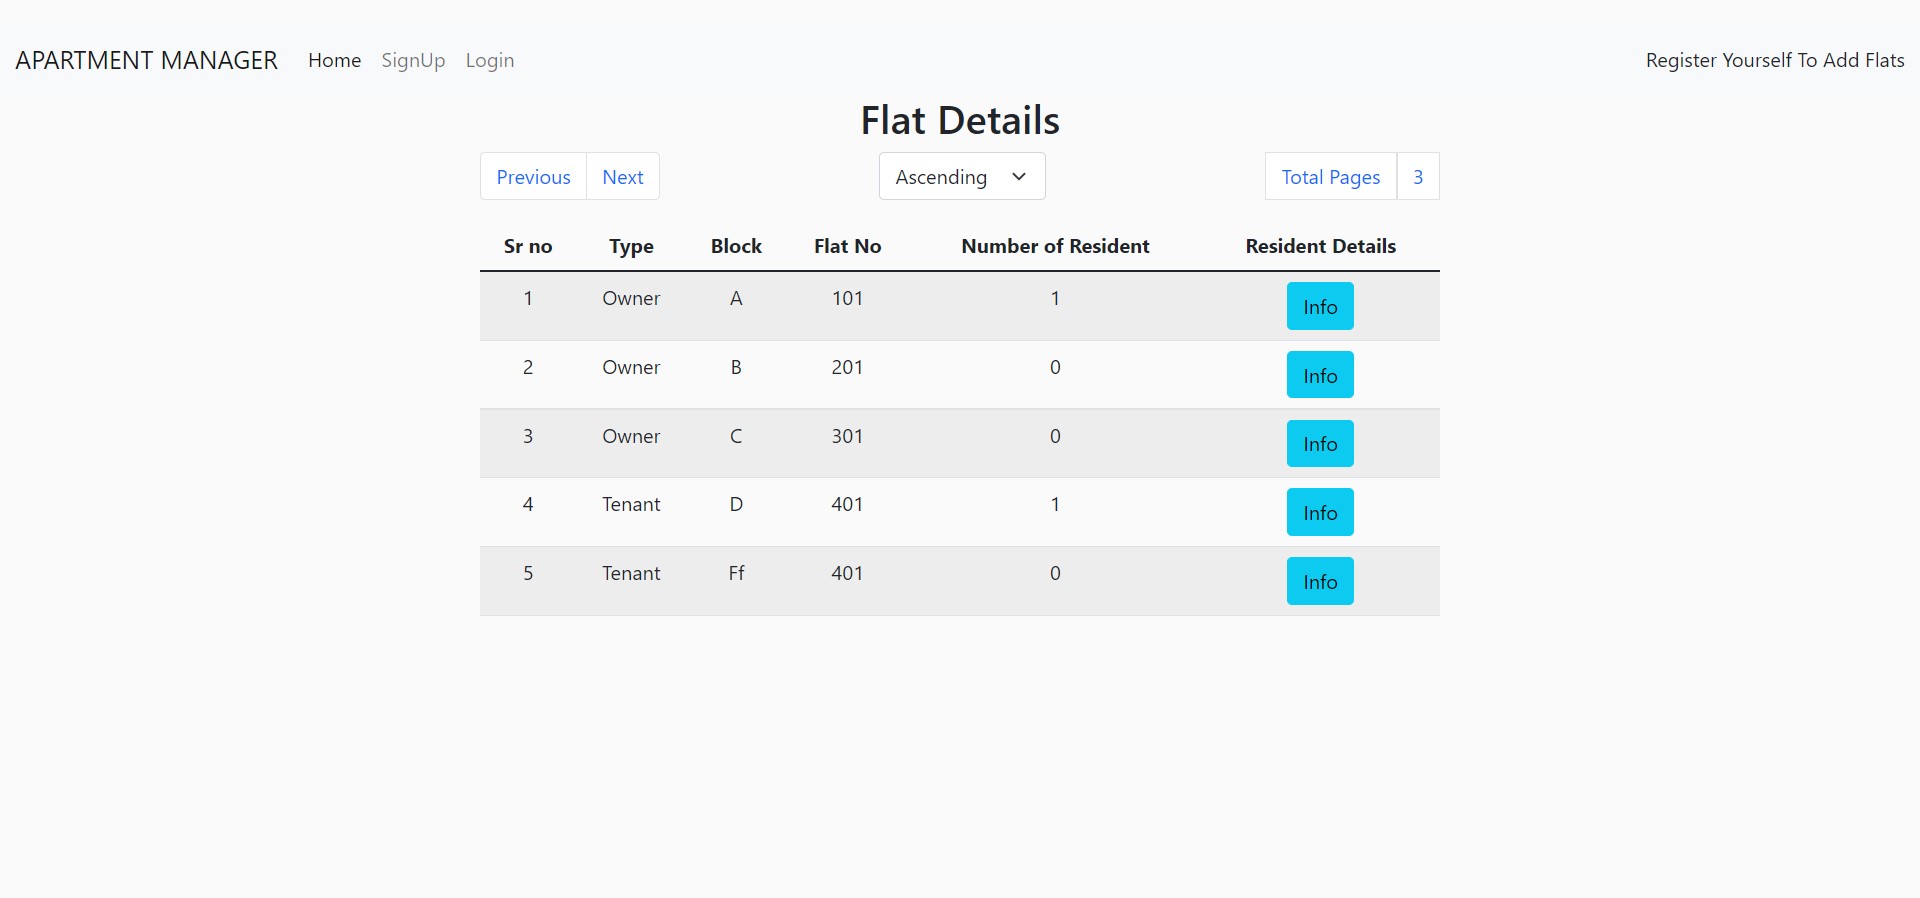 APARTMENT MANAGER Home SignUp Login Register Yourself To Add Flats
Flat Details
Previous Next Ascending Total Pages 3
Sr no Type Block Flat No Number of Resident Resident Details
1 Owner A 101 1 Info
2 Owner B 201 0 Info
3 Owner C 301 0 Info
4 Tenant D 401 1 Info
5 Tenant Ff 401 0 Info